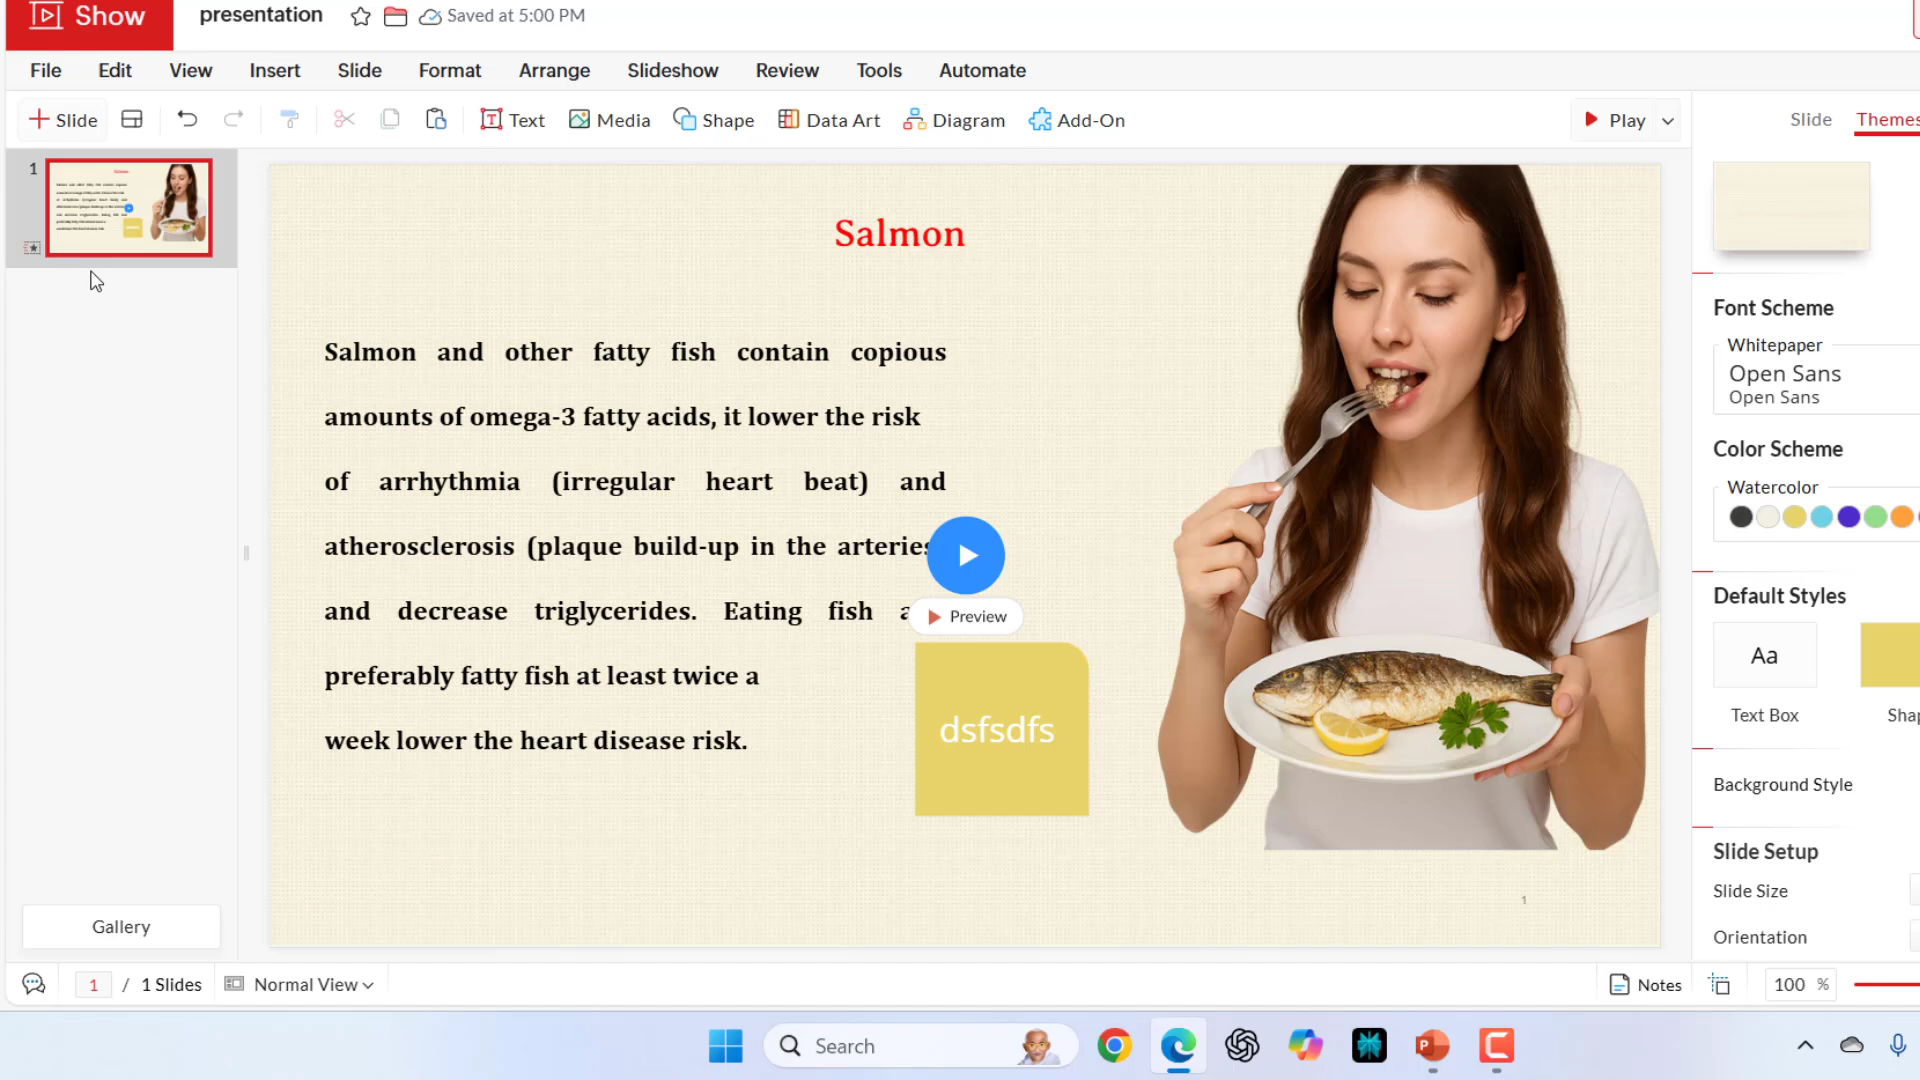 Show
presentation
Saved at 5:00 PM
File Edit View Insert Slide Format Arrange Slideshow Review Tools Automate
Slide Text Media Shape Data Art Diagram Add-On Play Slide Themes
1
Salmon
Salmon and other fatty fish contain copious
amounts of omega-3 fatty acids, it lower the risk
of arrhythmia (irregular heart beat) and
atherosclerosis (plaque build-up in the arteries
and decrease triglycerides. Eating fish a
preferably fatty fish at least twice a
week lower the heart disease risk.
Preview
dsfsdfs
1
Font Scheme
Whitepaper
Open Sans
Open Sans
Color Scheme
Watercolor
Default Styles
Aa
Text Box Shap
Background Style
Slide Setup
Slide Size
Orientation
Gallery
1 / 1 Slides Normal View Notes 100 %
Search